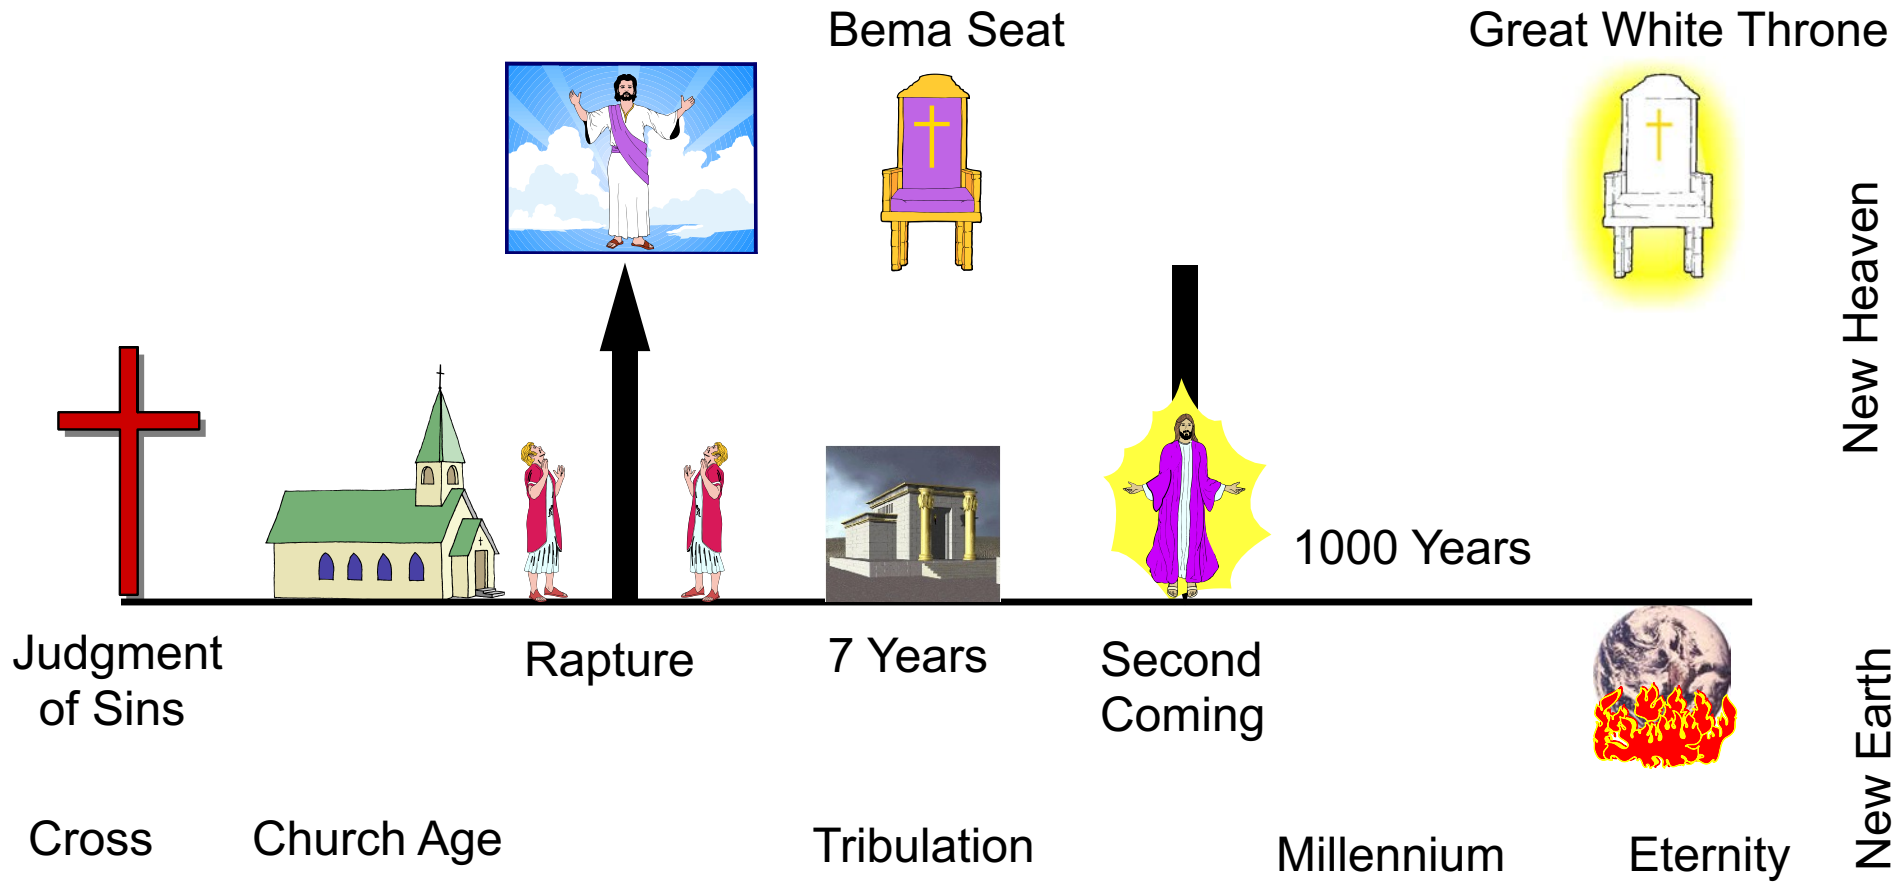 Bema Seat
Great White Throne
New Heaven
1000 Years
Judgment
of Sins
Rapture
7 Years
Second
Coming
New Earth
Cross
Church Age
Tribulation
Millennium
Eternity